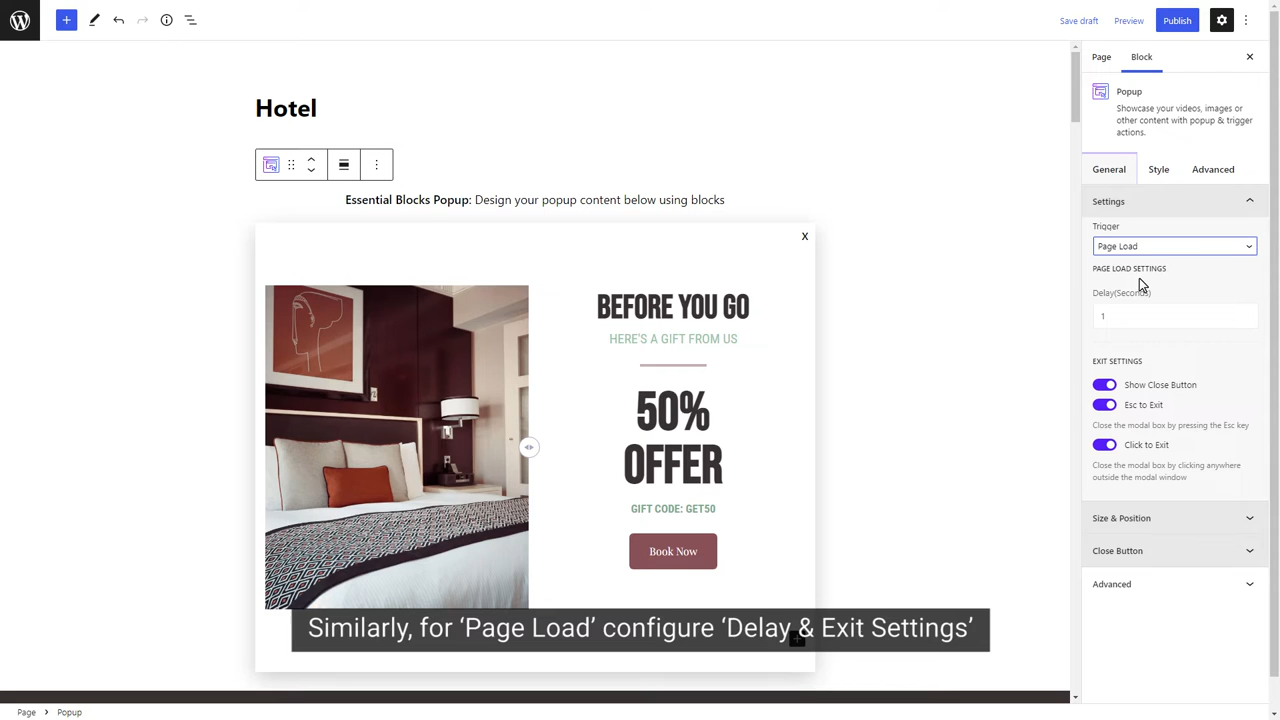 Save draft
Preview
Publish
Hotel
Essential Blocks Popup: Design your popup content below using blocks
X
BEFORE YOU GO
HERE'S A GIFT FROM US
50%
OFFER
GIFT CODE: GET50
Book Now
Similarly, for ‘Page Load’ configure ‘Delay & Exit Settings’
Page
Popup
Page
Block
Popup
Showcase your videos, images or
other content with popup & trigger
actions.
General
Style
Advanced
Settings
Trigger
Page Load
PAGE LOAD SETTINGS
Delay(Seconds)
1
EXIT SETTINGS
Show Close Button
Esc to Exit
Close the modal box by pressing the Esc key
Click to Exit
Close the modal box by clicking anywhere
outside the modal window
Size & Position
Close Button
Advanced